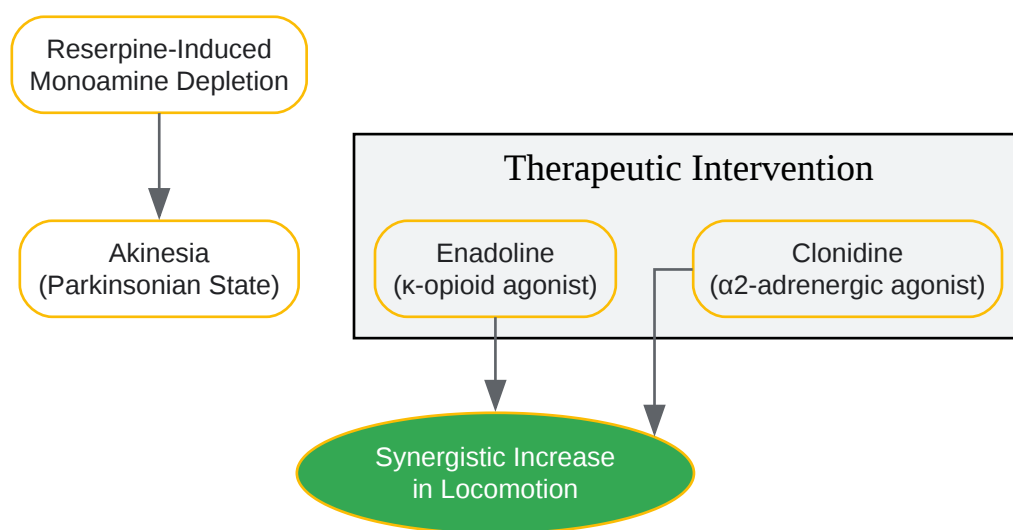 Reserpine-Induced
Monoamine Depletion
Akinesia
(Parkinsonian State)
Therapeutic Intervention
Enadoline
(κ-opioid agonist)
Clonidine
(α2-adrenergic agonist)
Synergistic Increase
in Locomotion